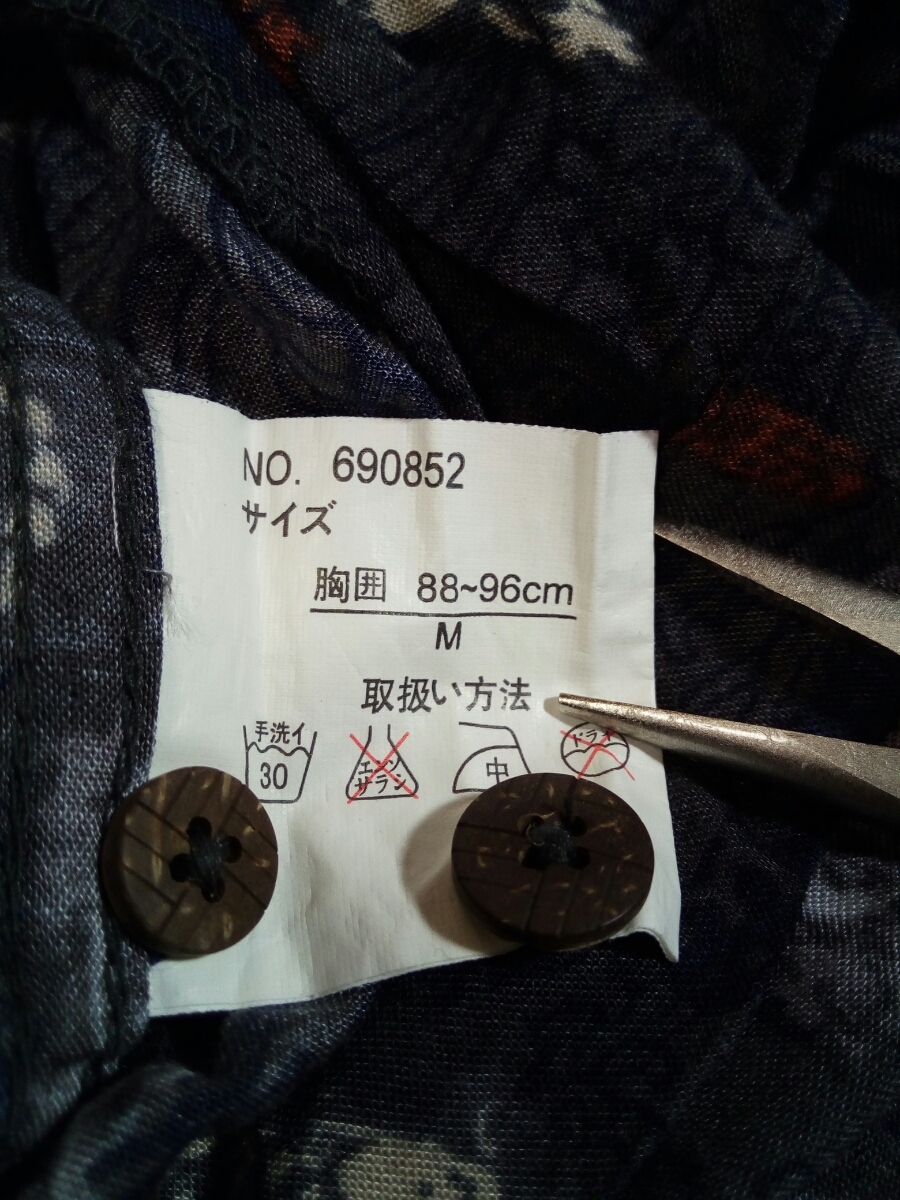 NO. 690852
サイズ
胸囲 88~96cm
M
取扱い方法
手洗イ
30
エンソ
サラシ
中
ドライ